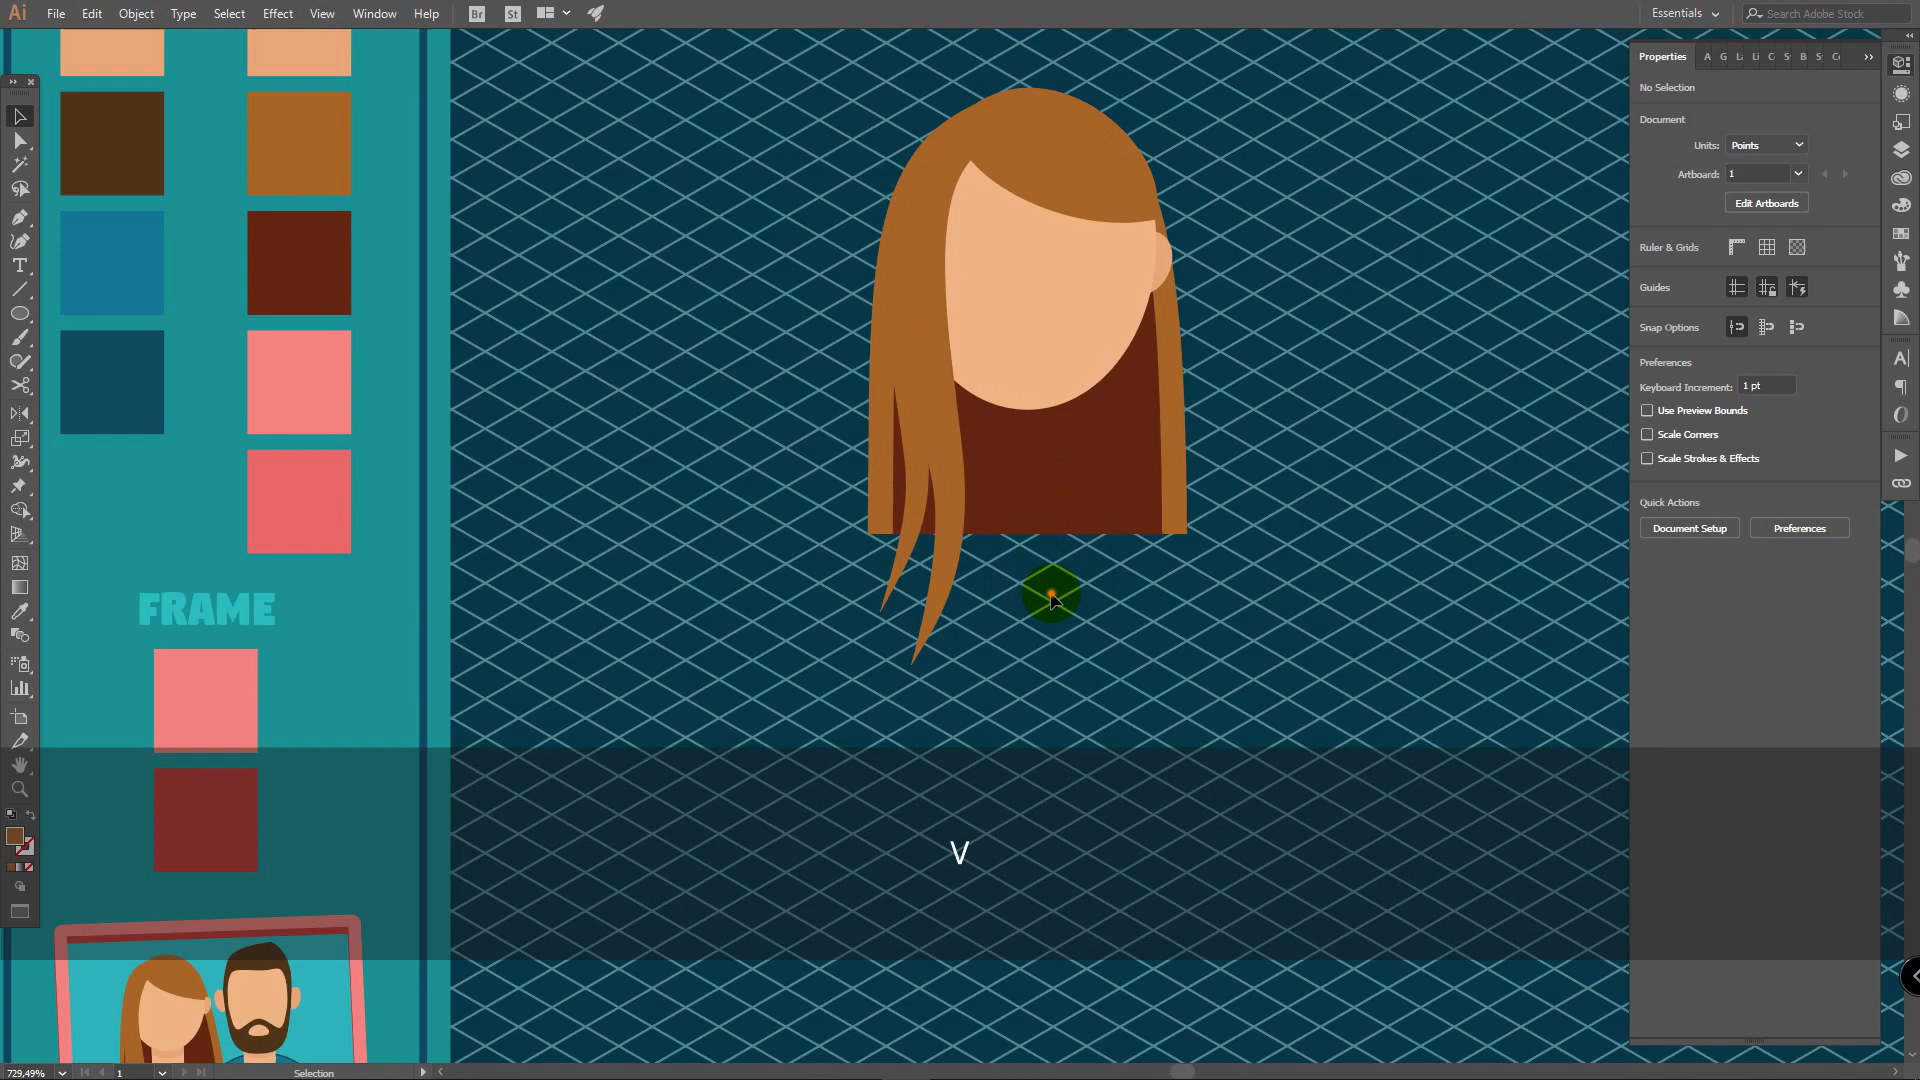 Ai File Edit Object Type Select Effect View Window Help Br St Essentials Search Adobe Stock
Properties A G L Li C S B S C
No Selection
Document
Units: Points
Artboard: 1
Edit Artboards
Ruler & Grids
Guides
Snap Options
Preferences
Keyboard Increment: 1 pt
Use Preview Bounds
Scale Corners
Scale Strokes & Effects
Quick Actions
Document Setup Preferences
FRAME
V
729,49% 1 Selection